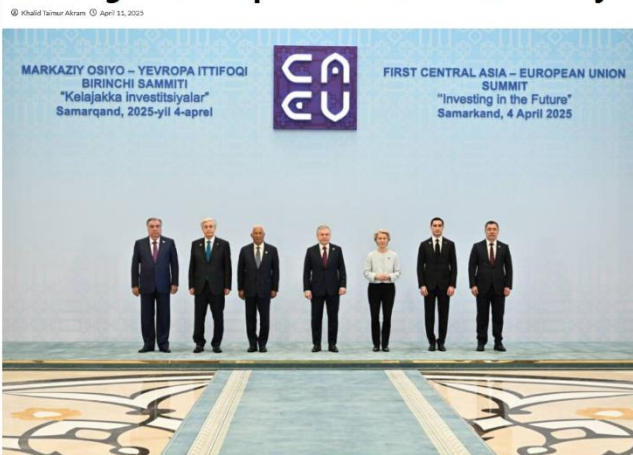 Khalid Taimur Akram April 11, 2025
MARKAZIY OSIYO – YEVROPA ITTIFOQI
BIRINCHI SAMMITI
"Kelajakka investitsiyalar"
Samarqand, 2025-yil 4-aprel
CA
EU
FIRST CENTRAL ASIA – EUROPEAN UNION
SUMMIT
"Investing in the Future"
Samarkand, 4 April 2025